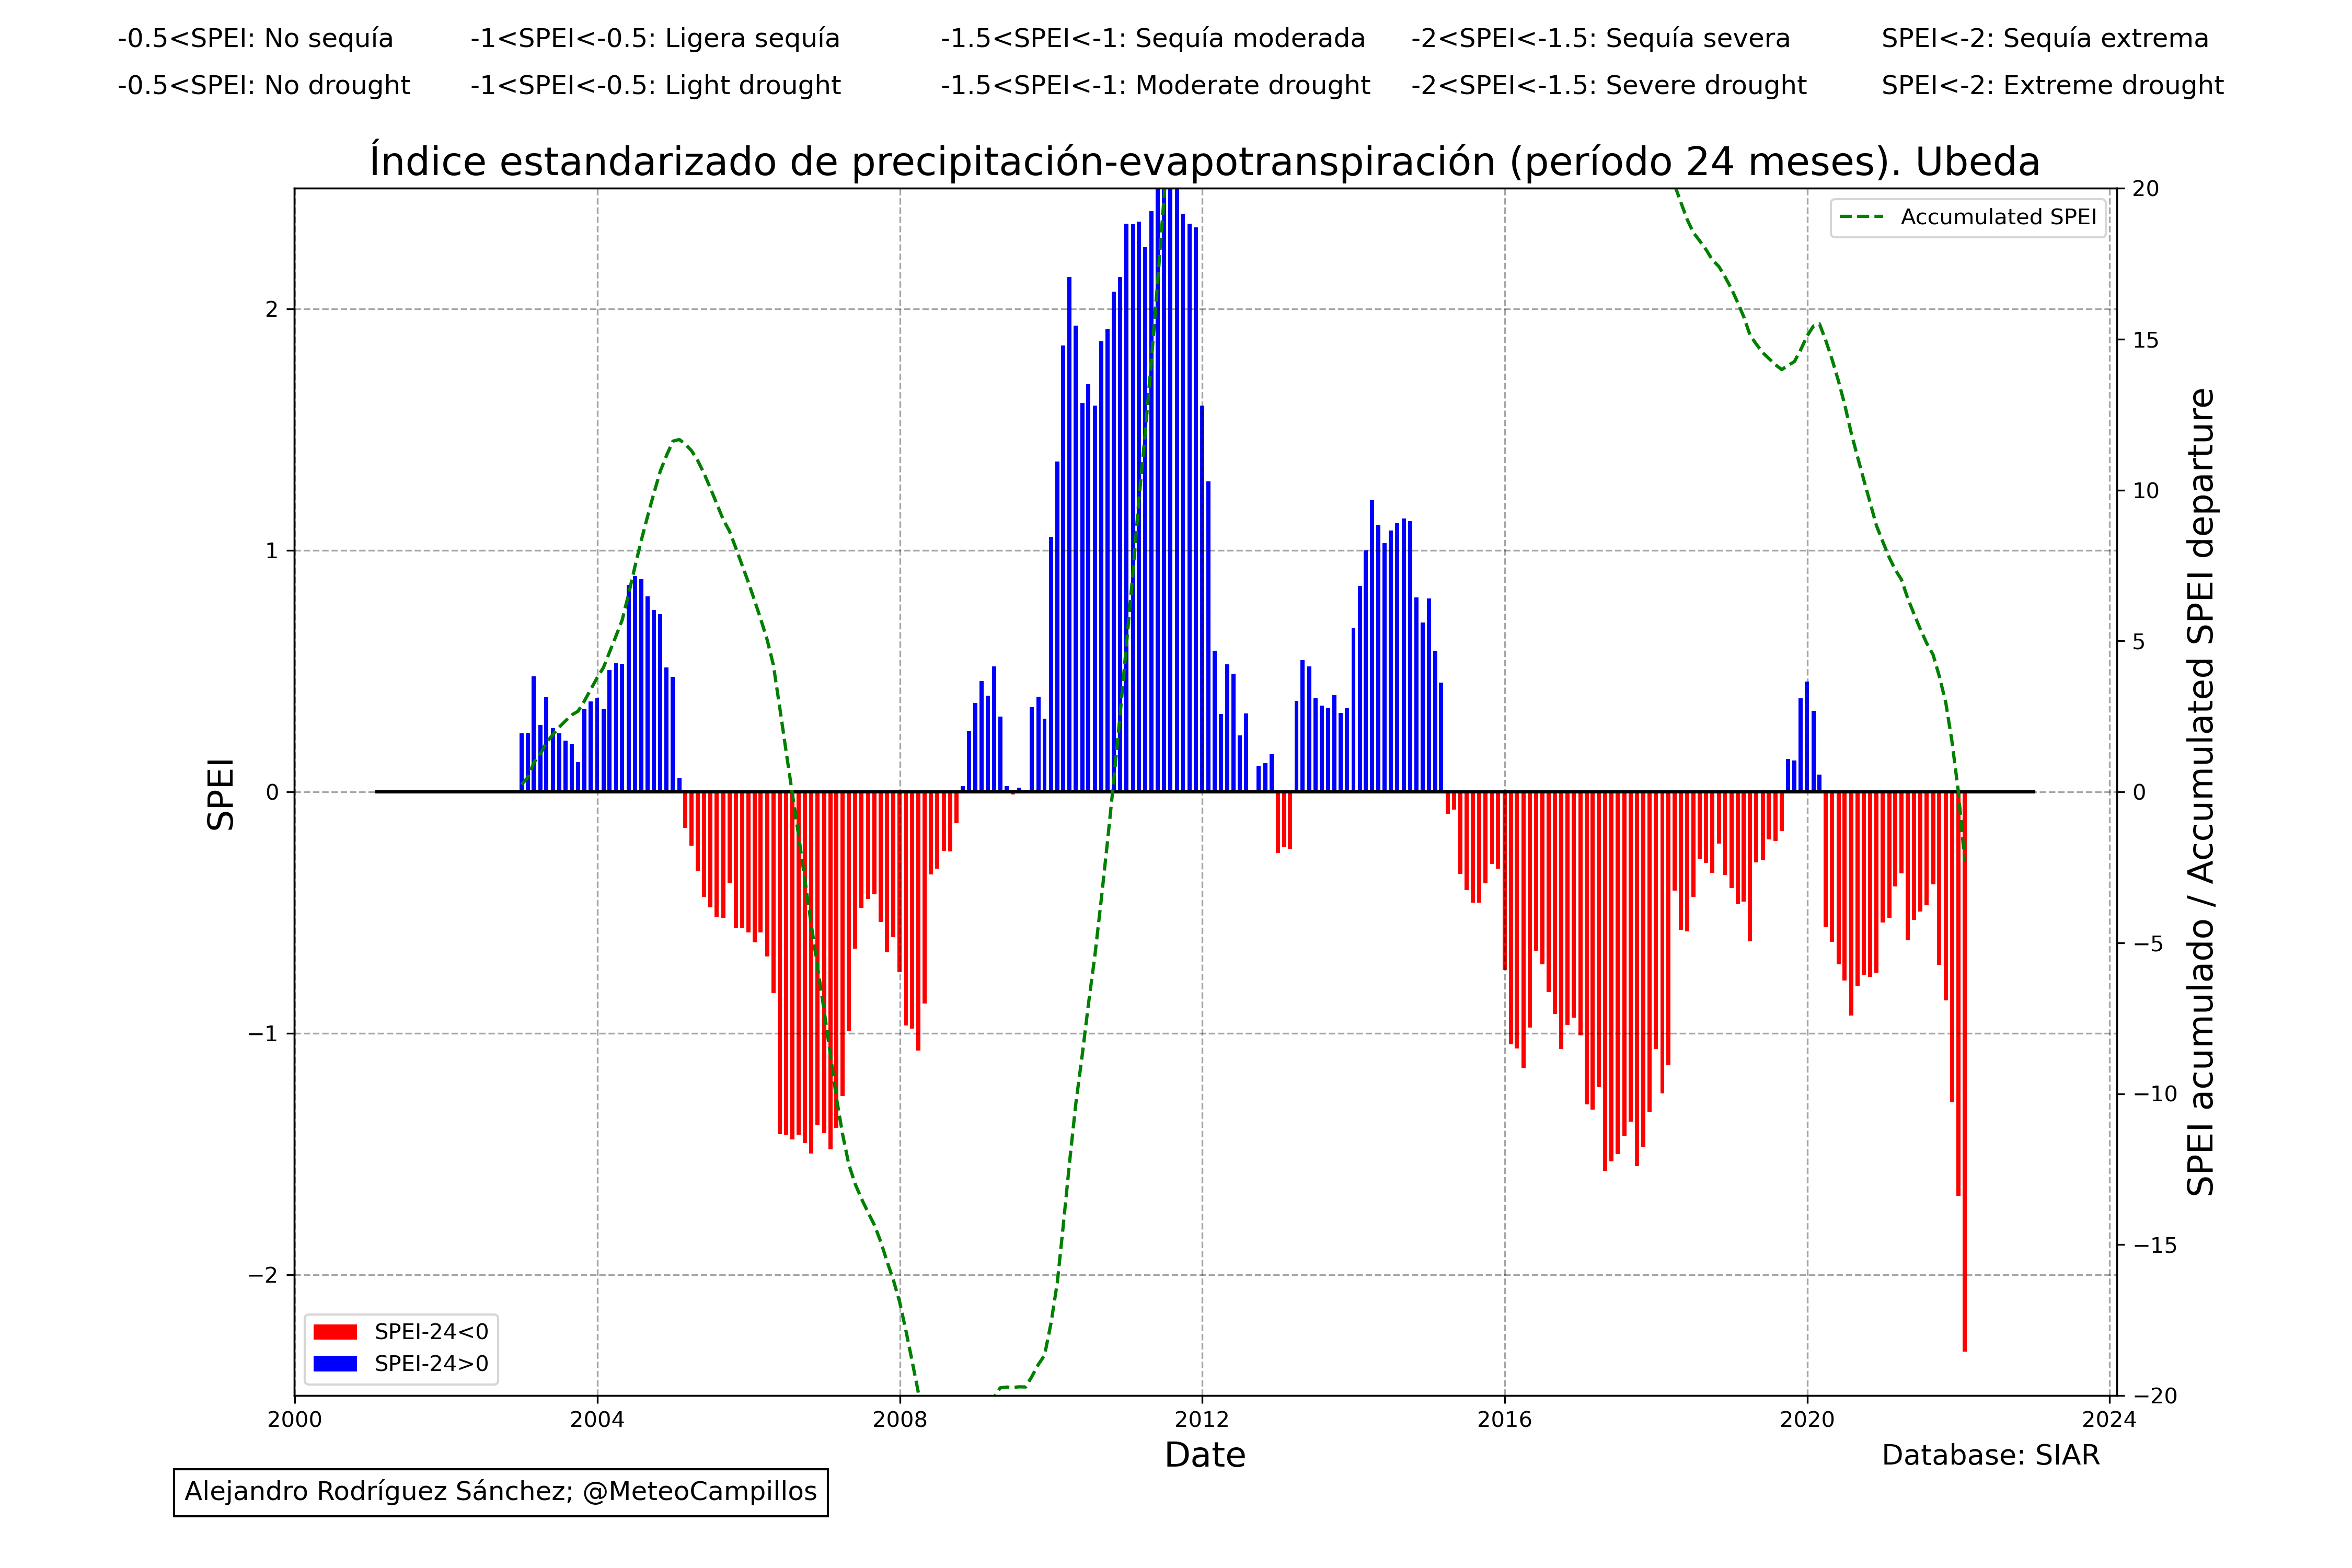 -0.5<SPEI: No sequía
-1<SPEI<-0.5: Ligera sequía
-1.5<SPEI<-1: Sequía moderada
-2<SPEI<-1.5: Sequía severa
SPEI<-2: Sequía extrema
-0.5<SPEI: No drought
-1<SPEI<-0.5: Light drought
-1.5<SPEI<-1: Moderate drought
-2<SPEI<-1.5: Severe drought
SPEI<-2: Extreme drought
Índice estandarizado de precipitación-evapotranspiración (período 24 meses). Ubeda
Accumulated SPEI
SPEI
2
1
0
−1
−2
20
15
10
5
0
−5
−10
−15
−20
SPEI acumulado / Accumulated SPEI departure
SPEI-24<0
SPEI-24>0
2000
2004
2008
2012
2016
2020
2024
Date
Database: SIAR
Alejandro Rodríguez Sánchez; @MeteoCampillos